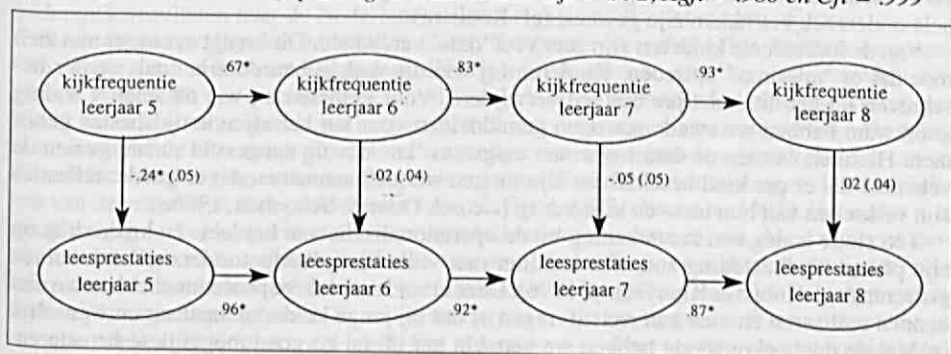 .67* .83* .93*
kijkfrequentie kijkfrequentie kijkfrequentie kijkfrequentie
leerjaar 5 leerjaar 6 leerjaar 7 leerjaar 8
-.24* (.05) -.02 (.04) -.05 (.05) .02 (.04)
leesprestaties leesprestaties leesprestaties leesprestaties
leerjaar 5 leerjaar 6 leerjaar 7 leerjaar 8
.96* .92* .87*